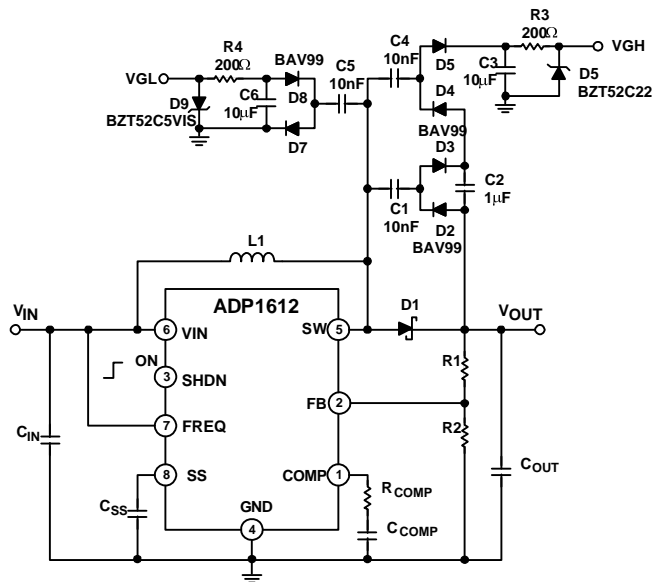 R3
200Ω
VGH
D5
BZT52C22
C4
10nF
D5
C3
10μF
D4
BAV99
R4
200Ω
BAV99
C5
10nF
VGL
D8
C6
10μF
D9
BZT52C5VIS
D7
D3
C2
1μF
C1
10nF
D2
BAV99
L1
ADP1612
VIN
6
VIN
SW
5
D1
VOUT
ON
3
SHDN
R1
FB
2
7
FREQ
R2
CIN
8
SS
COMP
1
COUT
RCOMP
CSS
GND
4
CCOMP